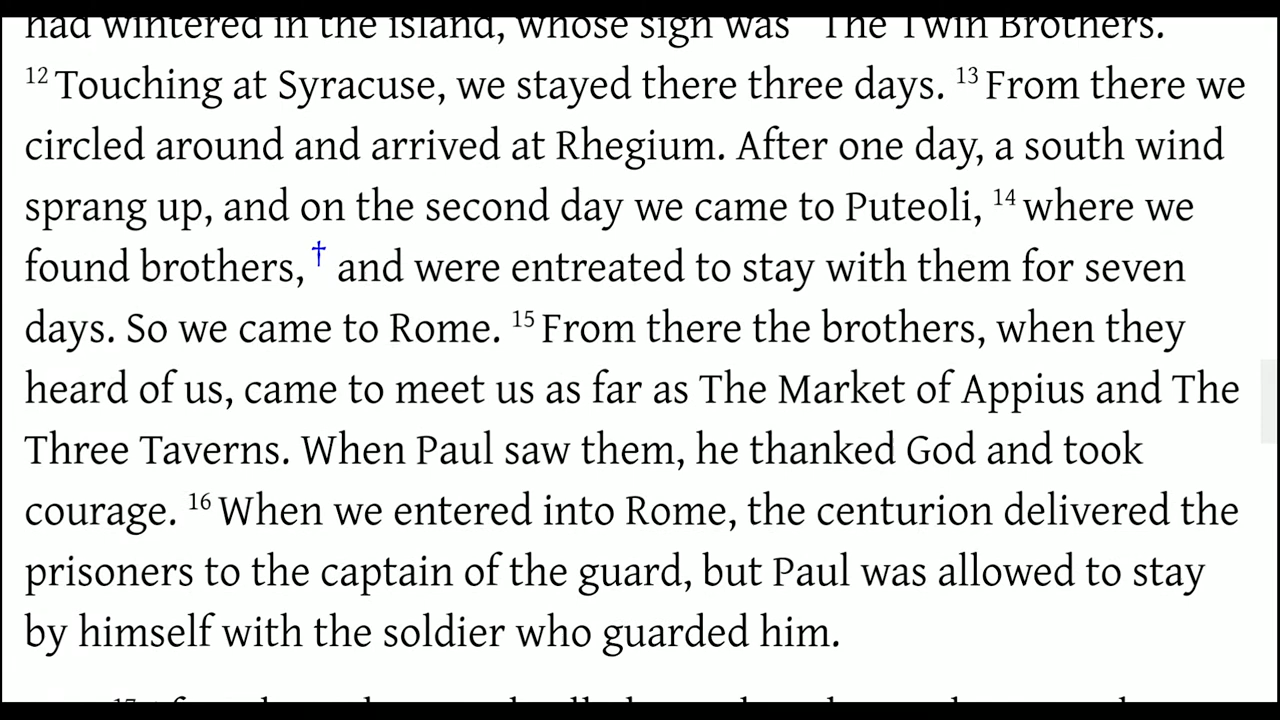 had wintered in the island, whose sign was “The Twin Brothers.”
12 Touching at Syracuse, we stayed there three days. 13 From there we
circled around and arrived at Rhegium. After one day, a south wind
sprang up, and on the second day we came to Puteoli, 14 where we
found brothers,† and were entreated to stay with them for seven
days. So we came to Rome. 15 From there the brothers, when they
heard of us, came to meet us as far as The Market of Appius and The
Three Taverns. When Paul saw them, he thanked God and took
courage. 16 When we entered into Rome, the centurion delivered the
prisoners to the captain of the guard, but Paul was allowed to stay
by himself with the soldier who guarded him.